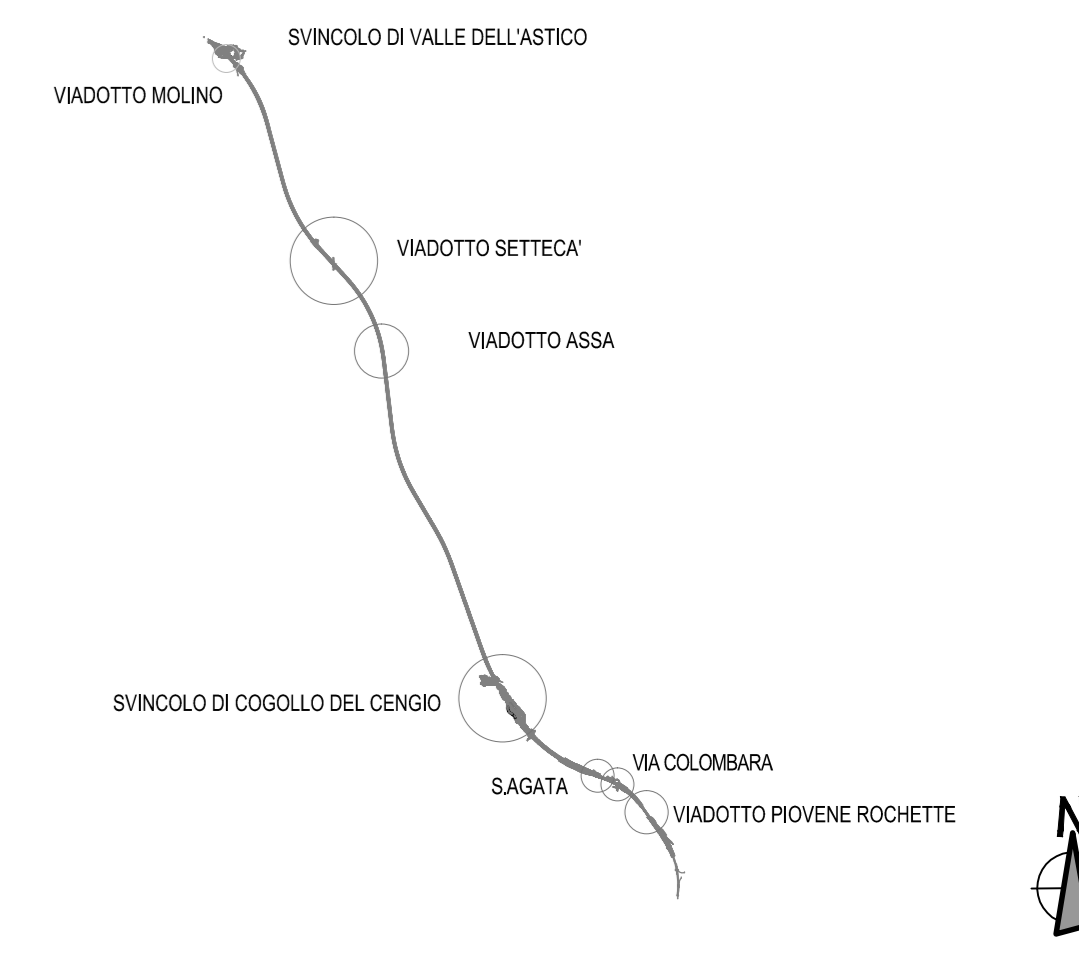 SVINCOLO DI VALLE DELL'ASTICO
VIADOTTO MOLINO
VIADOTTO SETTECA'
VIADOTTO ASSA
SVINCOLO DI COGOLLO DEL CENGIO
VIA COLOMBARA
S.AGATA
VIADOTTO PIOVENE ROCHETTE
N